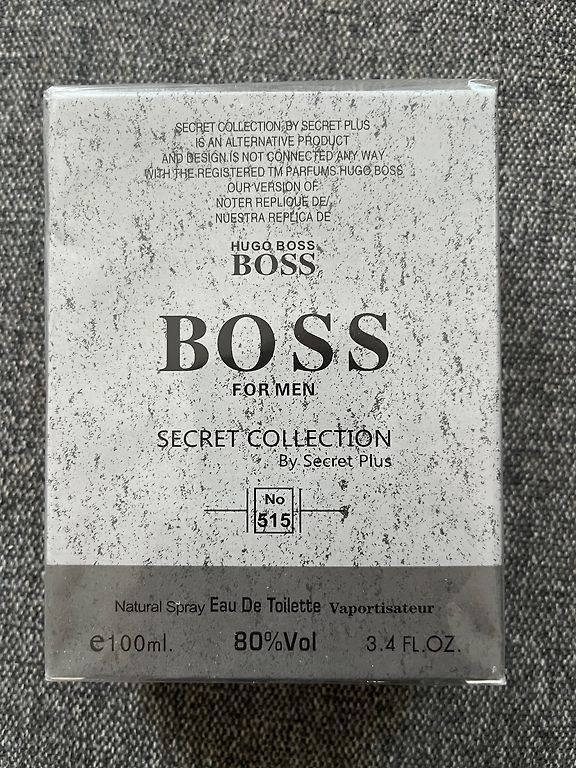 SECRET COLLECTION, BY SECRET PLUS
IS AN ALTERNATIVE PRODUCT
AND DESIGN IS NOT CONNECTED ANY WAY
WITH THE REGISTERED TM PARFUMS HUGO BOSS
OUR VERSION OF
NOTER REPLIQUE DE/
NUESTRA REPLICA DE
HUGO BOSS
BOSS
BOSS
FOR MEN
SECRET COLLECTION
By Secret Plus
No
515
Natural Spray Eau De Toilette Vaportisateur
e100ml. 80%Vol 3.4 FL.OZ.